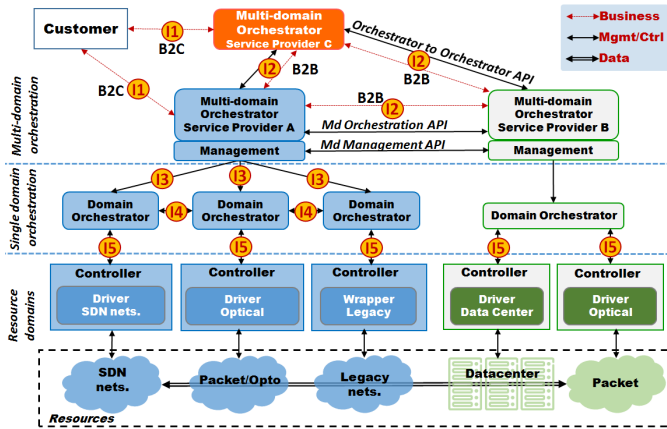 Customer
I1
B2C
Multi-domain
Orchestrator
Service Provider C
Orchestrator to Orchestrator API
Business
Mgmt/Ctrl
Data
I2
B2B
I2
B2B
B2C
I1
Multi-domain orchestration
Multi-domain
Orchestrator
Service Provider A
Management
B2B
I2
Md Orchestration API
Md Management API
Multi-domain
Orchestrator
Service Provider B
Management
Single domain orchestration
I3
I3
I3
Domain
Orchestrator
I4
Domain
Orchestrator
I4
Domain
Orchestrator
Domain Orchestrator
I5
I5
I5
I5
I5
Resource domains
Controller
Driver
SDN nets.
Controller
Driver
Optical
Controller
Wrapper
Legacy
Controller
Driver
Data Center
Controller
Driver
Optical
SDN
nets.
Packet/Opto
Legacy
nets.
Datacenter
Packet
Resources